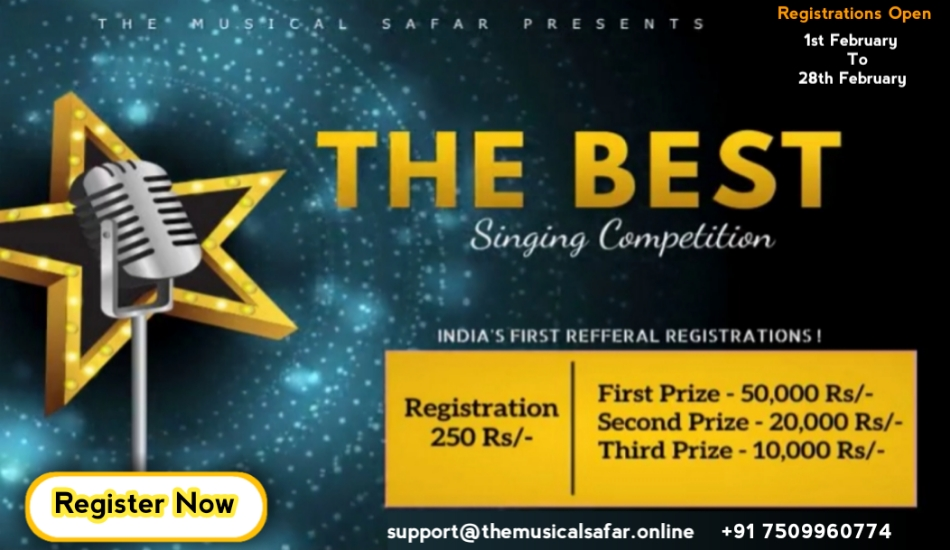 THE MUSICAL SAFAR PRESENTS
Registrations Open
1st February
To
28th February
THE BEST
Singing Competition
INDIA'S FIRST REFFERAL REGISTRATIONS !
Registration
250 Rs/-
First Prize - 50,000 Rs/-
Second Prize - 20,000 Rs/-
Third Prize - 10,000 Rs/-
Register Now
support@themusicalsafar.online +91 7509960774